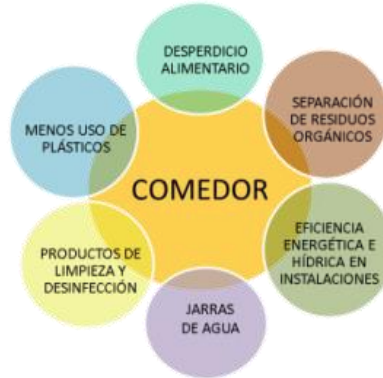 DESPERDICIO
ALIMENTARIO
SEPARACIÓN
DE RESIDUOS
ORGÁNICOS
MENOS USO DE
PLÁSTICOS
COMEDOR
EFICIENCIA
ENERGÉTICA E
HÍDRICA EN
INSTALACIONES
PRODUCTOS DE
LIMPIEZA Y
DESINFECCIÓN
JARRAS
DE AGUA